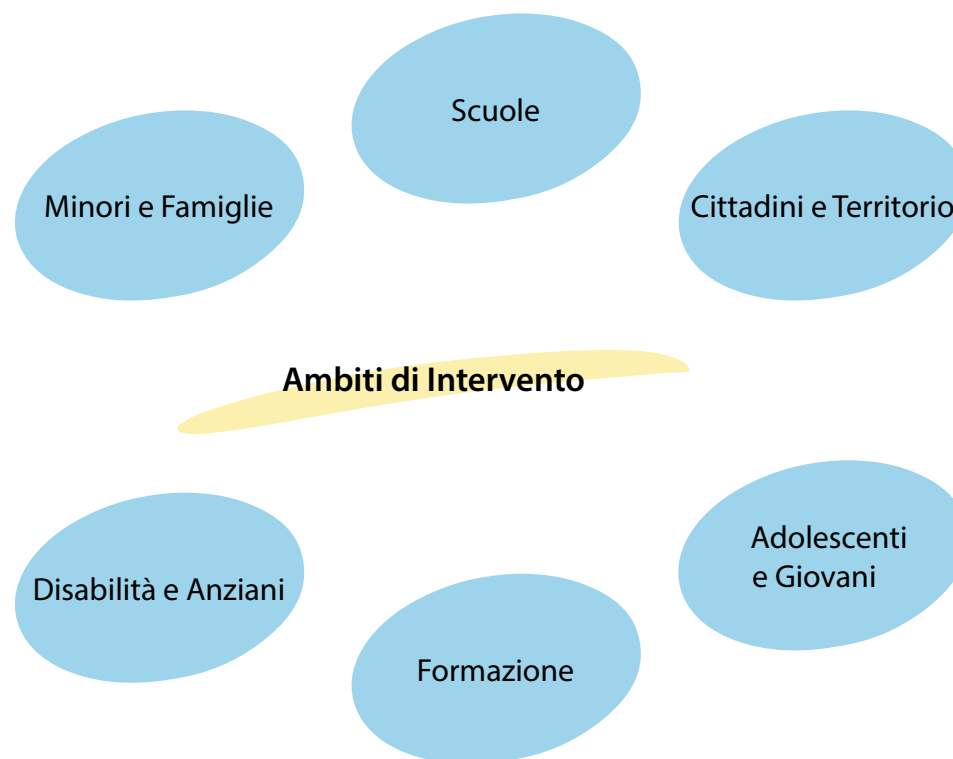 Scuole
Minori e Famiglie
Cittadini e Territorio
Ambiti di Intervento
Adolescenti
e Giovani
Disabilità e Anziani
Formazione